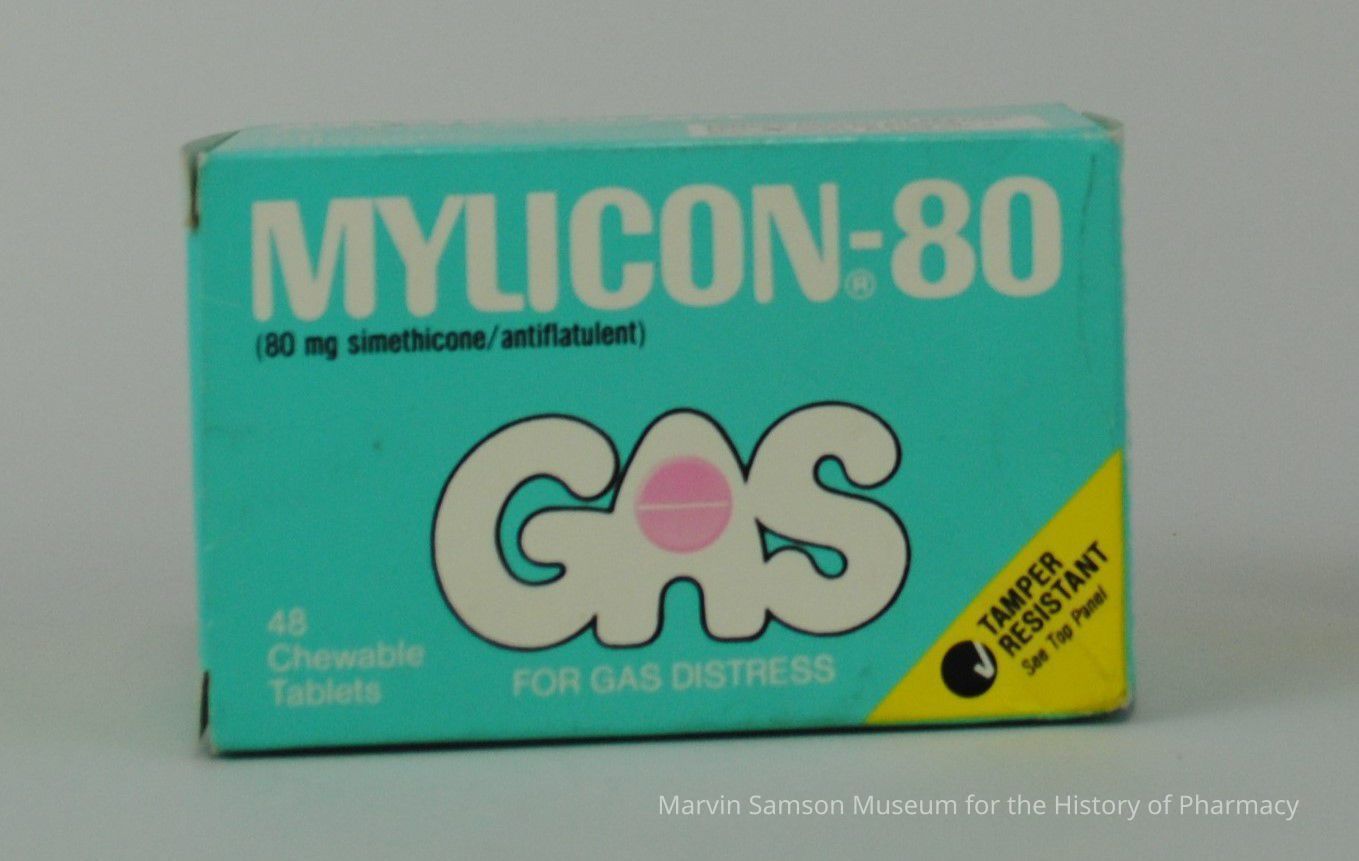 MYLICON®-80
(80 mg simethicone/antiflatulent)
GAS
48
Chewable
Tablets
FOR GAS DISTRESS
TAMPER
RESISTANT
See Top Panel
Marvin Samson Museum for the History of Pharmacy